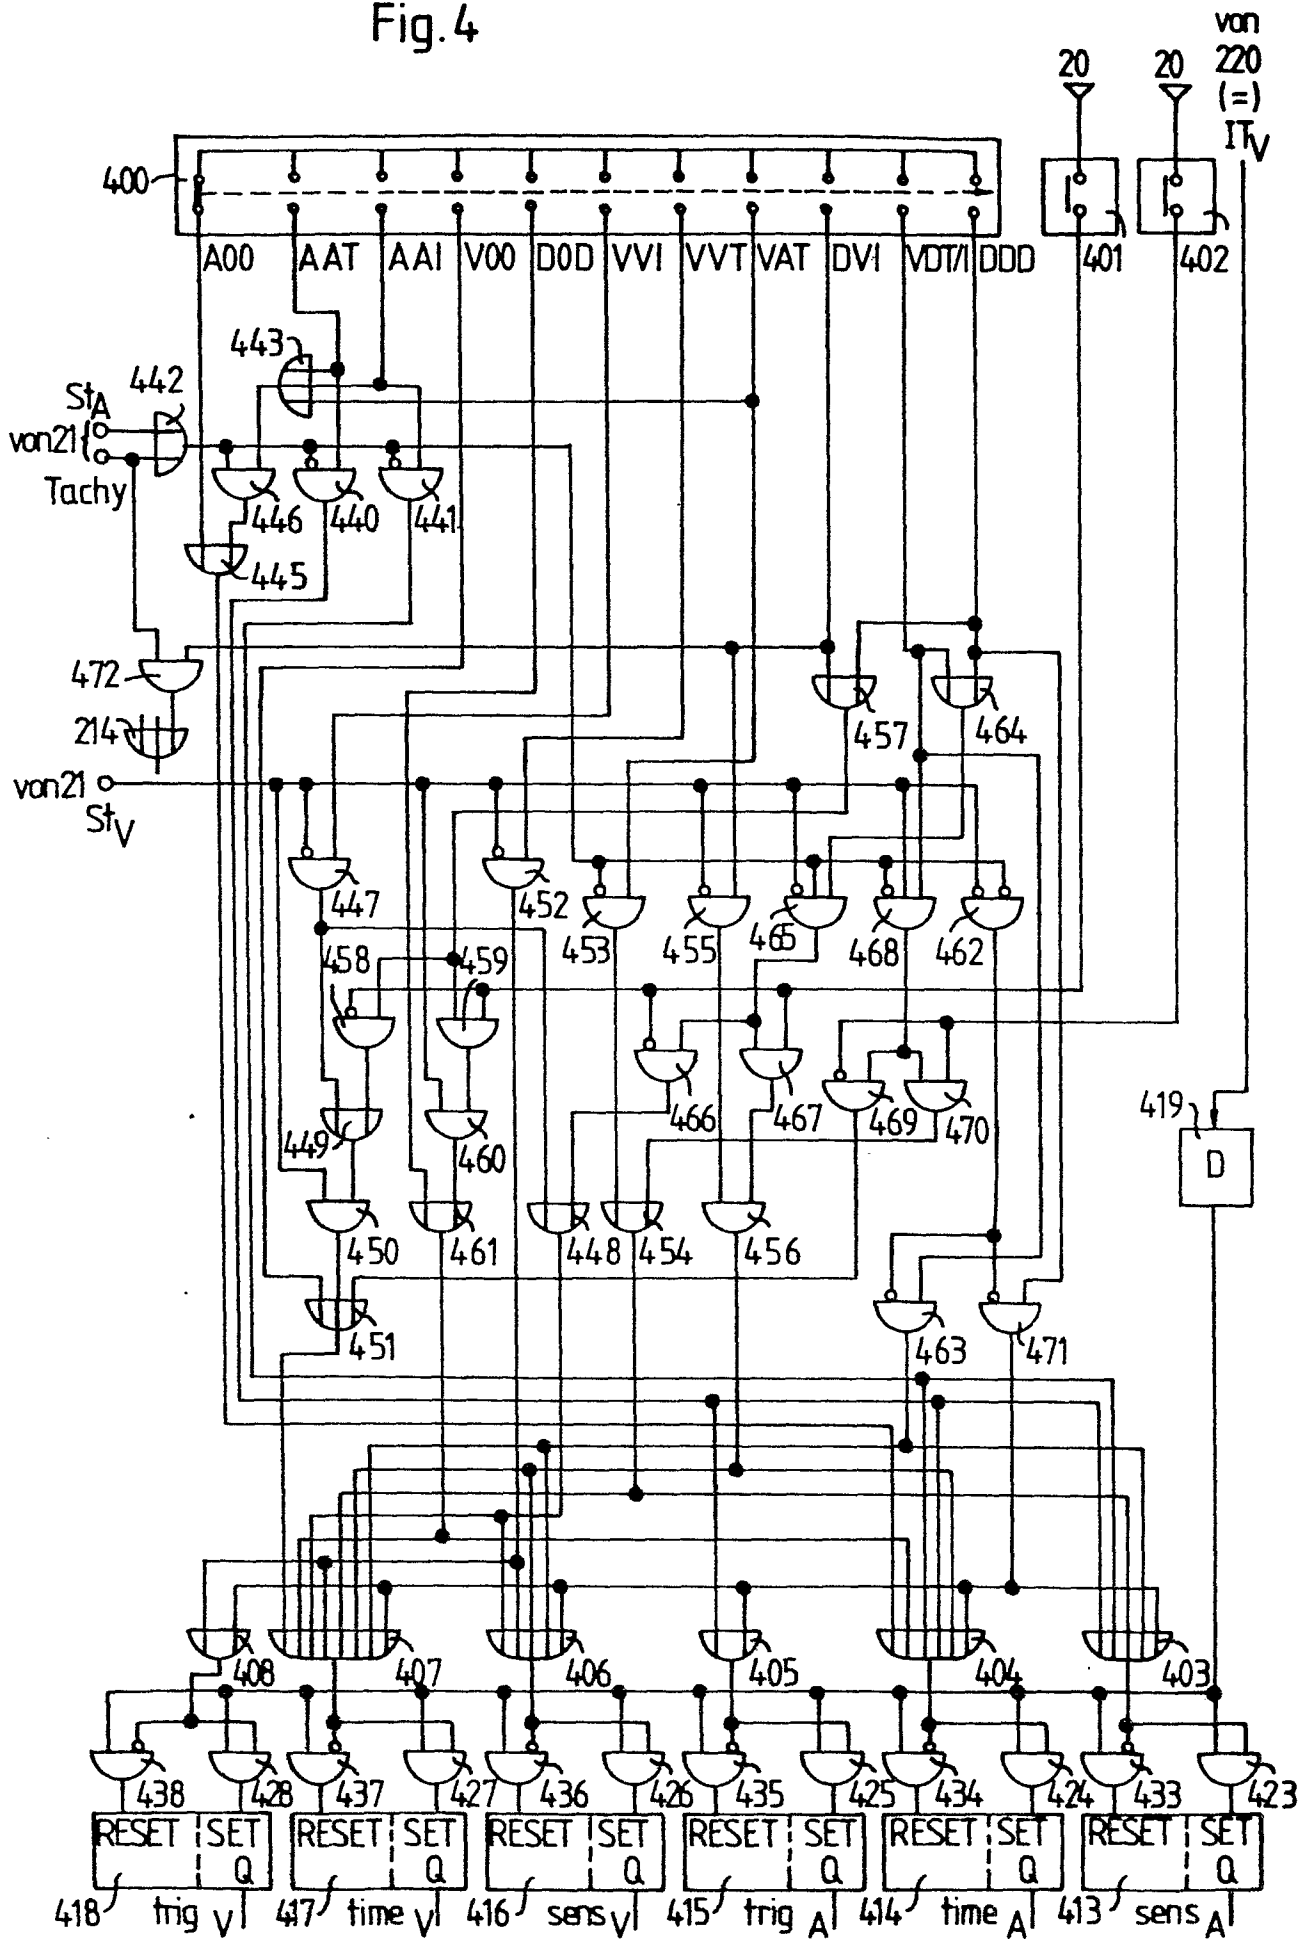 Fig. 4
von
220
(=)
ITV
20 20
400
A00 AAT AAI V00 D0D VVI VVT VAT DVI VDT/I DDD
401 402
443
442
StA
von21
Tachy
446 440 441
445
472
214
457 464
von21
StV
447 452 453 455 465 468 462
458 459
466 467 469 470
419
D
449 460
450 461 448 454 456
451 463 471
408 407 406 405 404 403
438 428 437 427 436 426 435 425 434 424 433 423
RESET SET RESET SET RESET SET RESET SET RESET SET RESET SET
Q Q Q Q Q Q
418 trig V 417 time V 416 sens V 415 trig A 414 time A 413 sens A